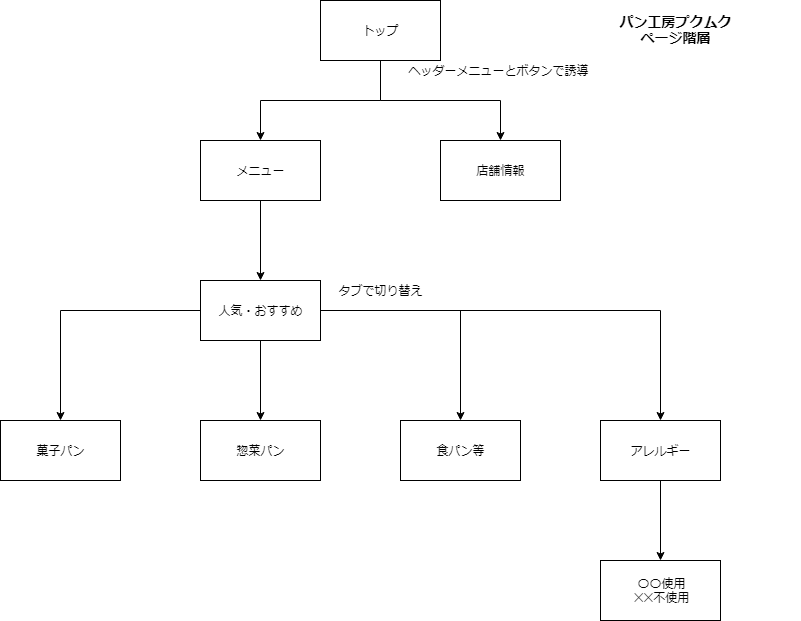 トップ
パン工房プクムク
ページ階層
ヘッダーメニューとボタンで誘導
メニュー
店舗情報
人気・おすすめ
タブで切り替え
菓子パン
惣菜パン
食パン等
アレルギー
〇〇使用
××不使用